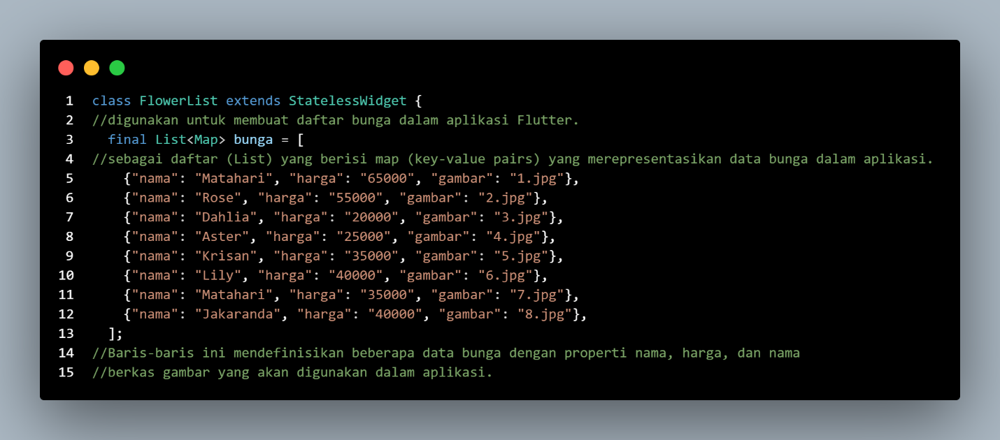 1 class FlowerList extends StatelessWidget {
2 //digunakan untuk membuat daftar bunga dalam aplikasi Flutter.
3   final List<Map> bunga = [
4 //sebagai daftar (List) yang berisi map (key-value pairs) yang merepresentasikan data bunga dalam aplikasi.
5     {"nama": "Matahari", "harga": "65000", "gambar": "1.jpg"},
6     {"nama": "Rose", "harga": "55000", "gambar": "2.jpg"},
7     {"nama": "Dahlia", "harga": "20000", "gambar": "3.jpg"},
8     {"nama": "Aster", "harga": "25000", "gambar": "4.jpg"},
9     {"nama": "Krisan", "harga": "35000", "gambar": "5.jpg"},
10     {"nama": "Lily", "harga": "40000", "gambar": "6.jpg"},
11     {"nama": "Matahari", "harga": "35000", "gambar": "7.jpg"},
12     {"nama": "Jakaranda", "harga": "40000", "gambar": "8.jpg"},
13   ];
14 //Baris-baris ini mendefinisikan beberapa data bunga dengan properti nama, harga, dan nama
15 //berkas gambar yang akan digunakan dalam aplikasi.